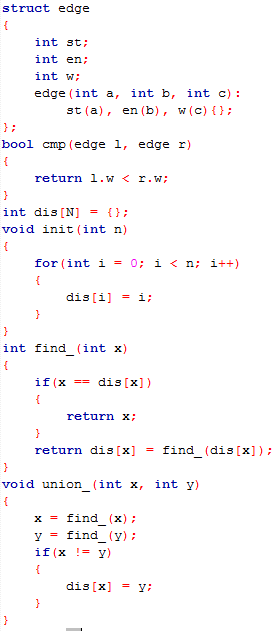 struct edge
{
    int st;
    int en;
    int w;
    edge(int a, int b, int c):
        st(a), en(b), w(c){};
};
bool cmp(edge l, edge r)
{
    return l.w < r.w;
}
int dis[N] = {};
void init(int n)
{
    for(int i = 0; i < n; i++)
    {
        dis[i] = i;
    }
}
int find_(int x)
{
    if(x == dis[x])
    {
        return x;
    }
    return dis[x] = find_(dis[x]);
}
void union_(int x, int y)
{
    x = find_(x);
    y = find_(y);
    if(x != y)
    {
        dis[x] = y;
    }
}